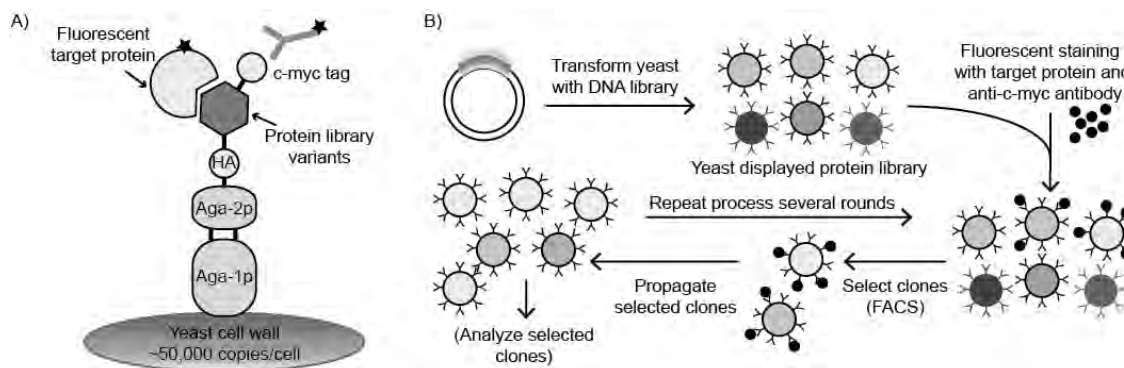 A)
Fluorescent
target protein
c-myc tag
Protein library
variants
HA
Aga-2p
Aga-1p
Yeast cell wall
~50,000 copies/cell
B)
Transform yeast
with DNA library
Yeast displayed protein library
Fluorescent staining
with target protein and
anti-c-myc antibody
Repeat process several rounds
Select clones
(FACS)
Propagate
selected clones
(Analyze selected
clones)